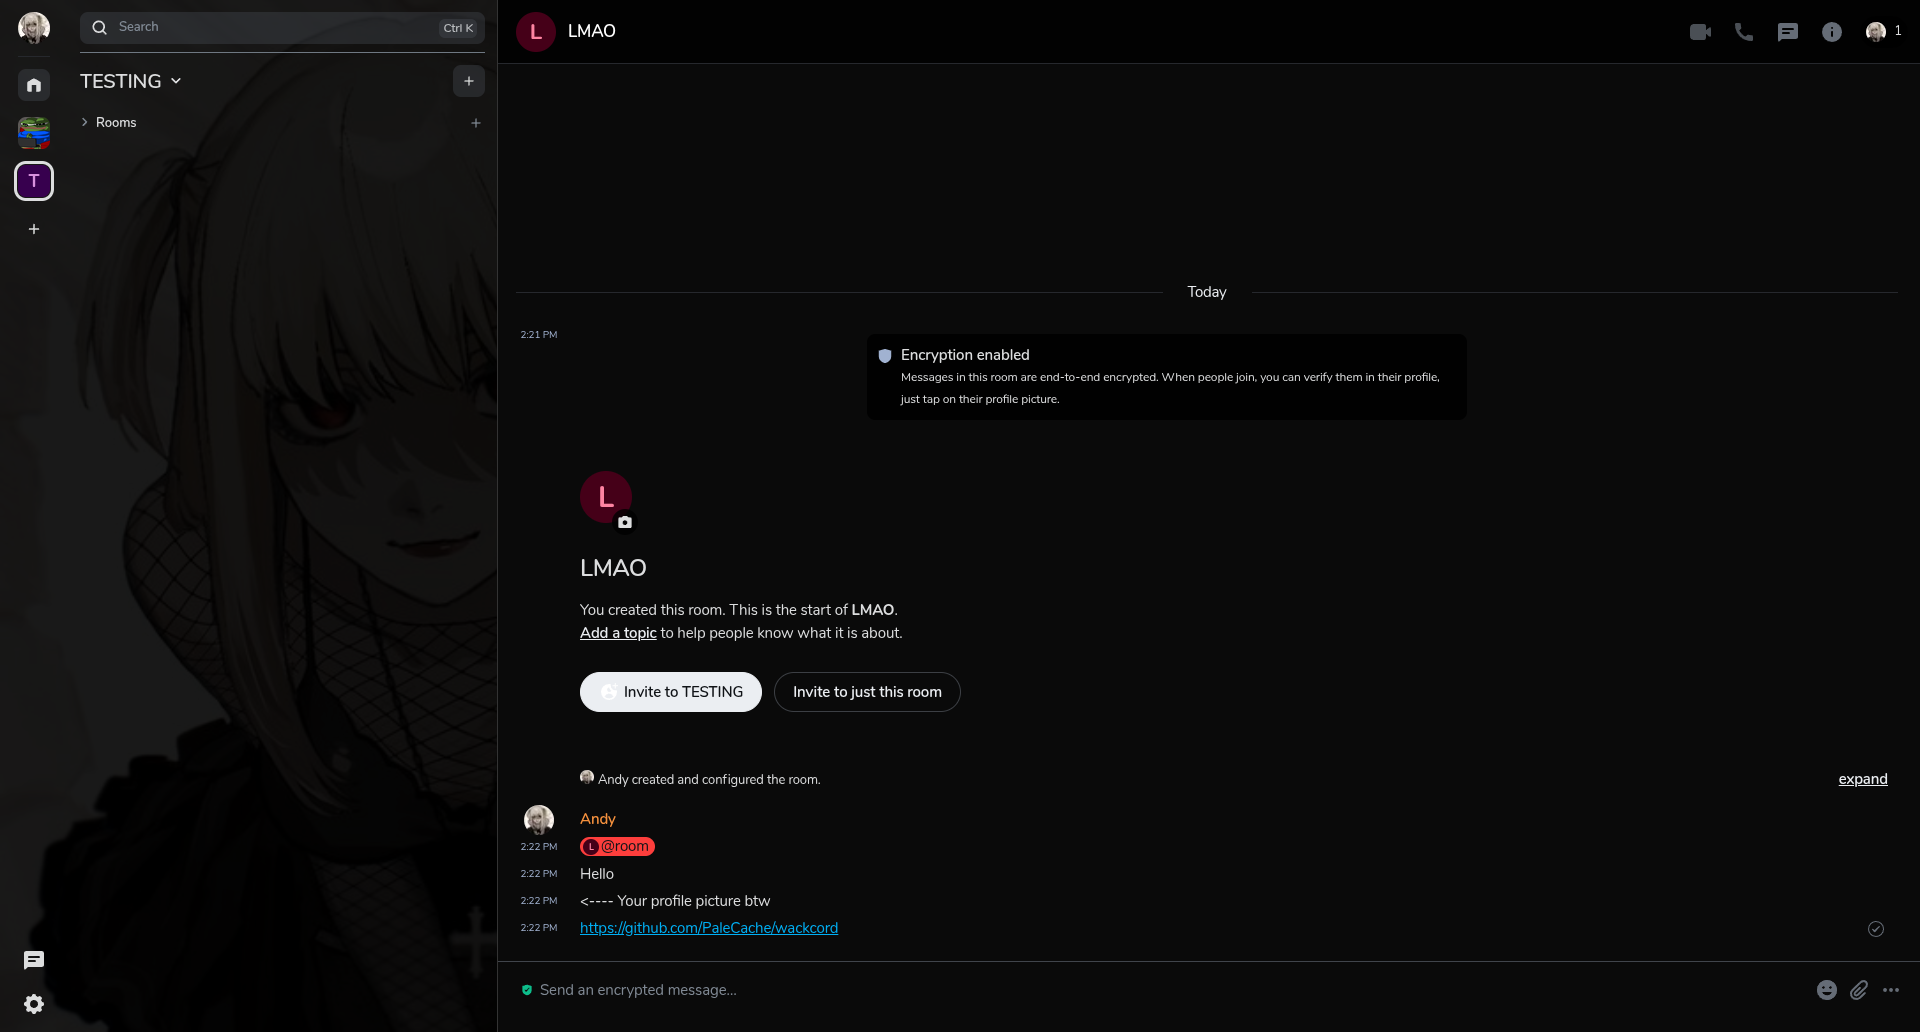 Search
Ctrl K
TESTING
Rooms
T
L
LMAO
1
Today
2:21 PM
Encryption enabled
Messages in this room are end-to-end encrypted. When people join, you can verify them in their profile,
just tap on their profile picture.
L
LMAO
You created this room. This is the start of LMAO.
Add a topic to help people know what it is about.
Invite to TESTING
Invite to just this room
Andy created and configured the room.
expand
Andy
2:22 PM L @room
2:22 PM Hello
2:22 PM <---- Your profile picture btw
2:22 PM https://github.com/PaleCache/wackcord
Send an encrypted message...